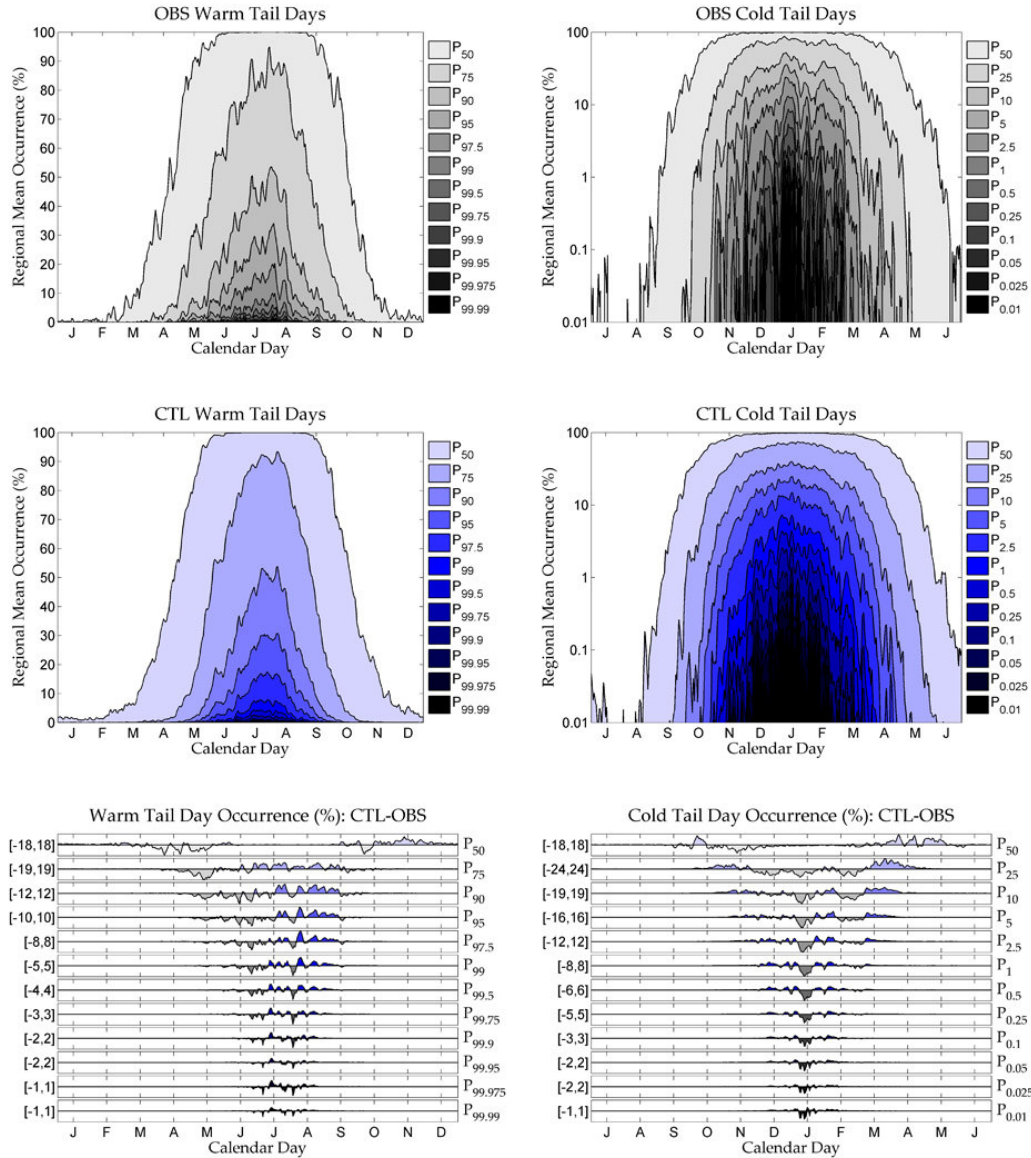 OBS Warm Tail Days
Regional Mean Occurrence (%)
100
90
80
70
60
50
40
30
20
10
0
J F M A M J J A S O N D
Calendar Day
P50
P75
P90
P95
P97.5
P99
P99.5
P99.75
P99.9
P99.95
P99.975
P99.99
OBS Cold Tail Days
Regional Mean Occurrence (%)
100
10
1
0.1
0.01
J A S O N D J F M A M J
Calendar Day
P50
P25
P10
P5
P2.5
P1
P0.5
P0.25
P0.1
P0.05
P0.025
P0.01
CTL Warm Tail Days
Regional Mean Occurrence (%)
100
90
80
70
60
50
40
30
20
10
0
J F M A M J J A S O N D
Calendar Day
P50
P75
P90
P95
P97.5
P99
P99.5
P99.75
P99.9
P99.95
P99.975
P99.99
CTL Cold Tail Days
Regional Mean Occurrence (%)
100
10
1
0.1
0.01
J A S O N D J F M A M J
Calendar Day
P50
P25
P10
P5
P2.5
P1
P0.5
P0.25
P0.1
P0.05
P0.025
P0.01
Warm Tail Day Occurrence (%): CTL-OBS
[-18,18] P50
[-19,19] P75
[-12,12] P90
[-10,10] P95
[-8,8] P97.5
[-5,5] P99
[-4,4] P99.5
[-3,3] P99.75
[-2,2] P99.9
[-2,2] P99.95
[-1,1] P99.975
[-1,1] P99.99
J F M A M J J A S O N D
Calendar Day
Cold Tail Day Occurrence (%): CTL-OBS
[-18,18] P50
[-24,24] P25
[-19,19] P10
[-16,16] P5
[-12,12] P2.5
[-8,8] P1
[-6,6] P0.5
[-5,5] P0.25
[-3,3] P0.1
[-2,2] P0.05
[-2,2] P0.025
[-1,1] P0.01
J A S O N D J F M A M J
Calendar Day